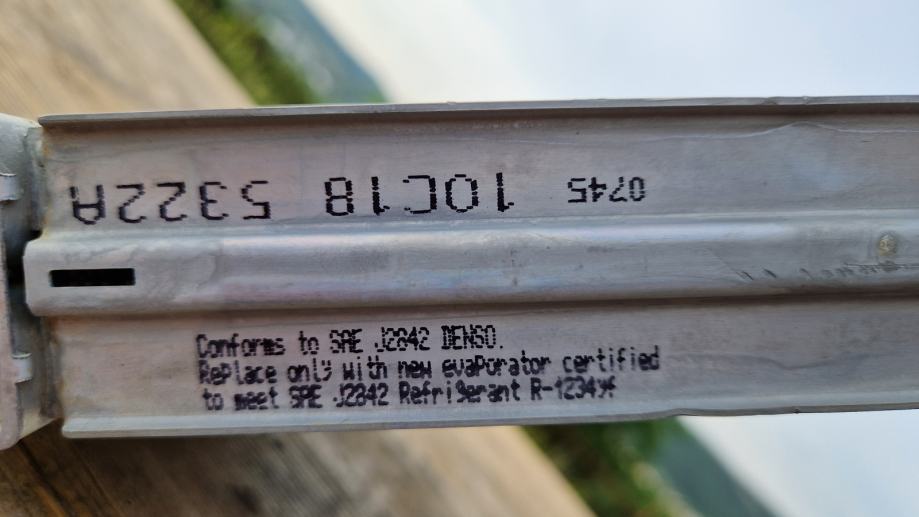 0745 10C18 5322A
Conforms to SAE J2842 DENSO.
Replace only with new evaporator certified
to meet SAE J2842 Refrigerant R-1234yf